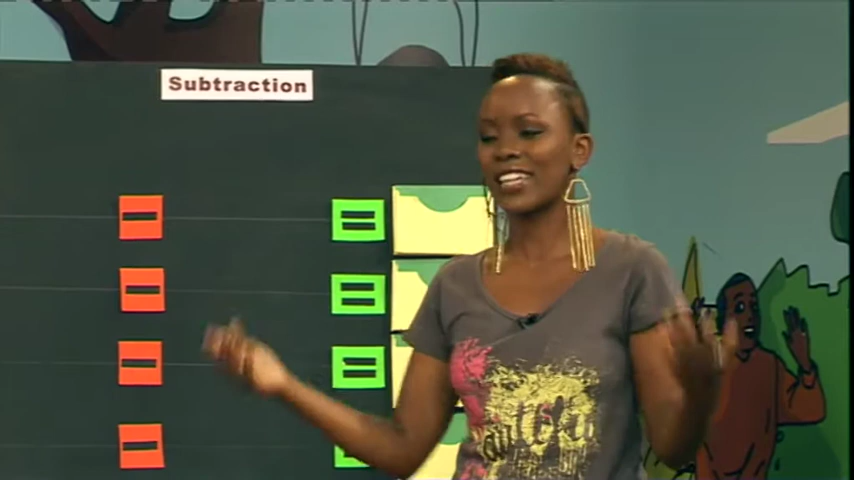 Subtraction
- =
- =
- =
- =